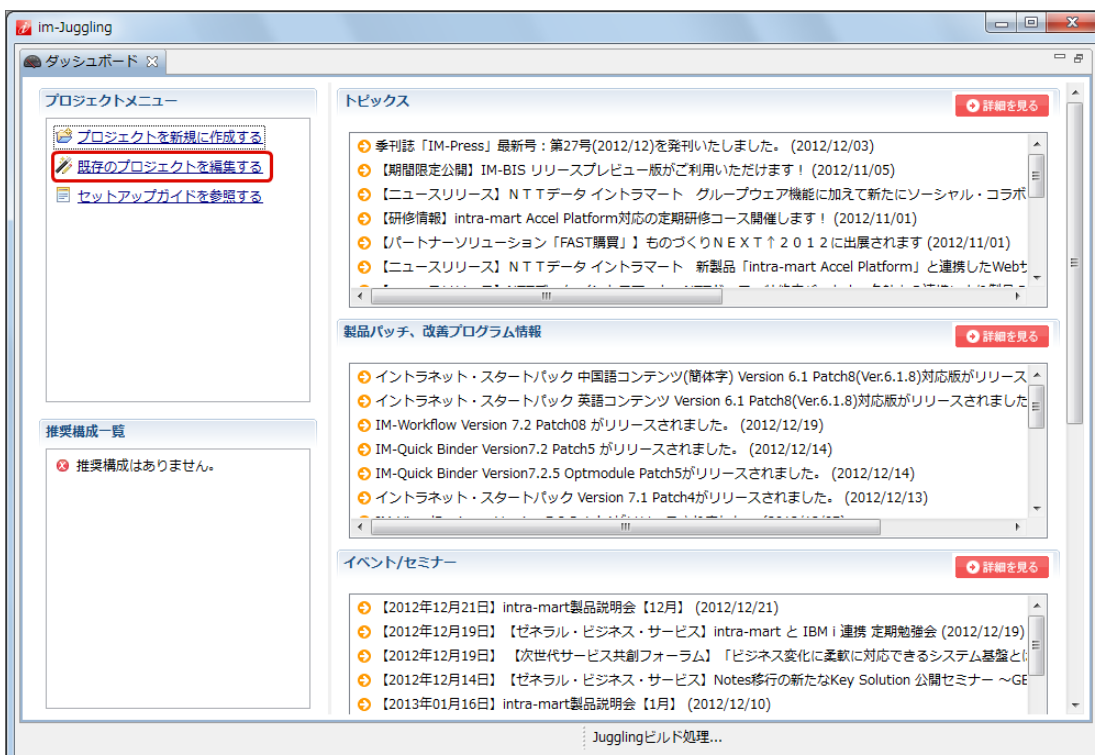 im-Juggling
ダッシュボード
プロジェクトメニュー
プロジェクトを新規に作成する
既存のプロジェクトを編集する
セットアップガイドを参照する
推奨構成一覧
推奨構成はありません。
トピックス
詳細を見る
季刊誌「IM-Press」最新号：第27号(2012/12)を発刊いたしました。 (2012/12/03)
【期間限定公開】IM-BIS リリースプレビュー版がご利用いただけます！ (2012/11/05)
【ニュースリリース】ＮＴＴデータ イントラマート　グループウェア機能に加えて新たにソーシャル・コラボ
【研修情報】intra-mart Accel Platform対応の定期研修コース開催します！ (2012/11/01)
【パートナーソリューション「FAST購買」】ものづくりＮＥＸＴ↑２０１２に出展されます (2012/11/01)
【ニュースリリース】ＮＴＴデータ イントラマート　新製品「intra-mart Accel Platform」と連携したWebサ
製品パッチ、改善プログラム情報
詳細を見る
イントラネット・スタートパック 中国語コンテンツ(簡体字) Version 6.1 Patch8(Ver.6.1.8)対応版がリリース
イントラネット・スタートパック 英語コンテンツ Version 6.1 Patch8(Ver.6.1.8)対応版がリリースされました
IM-Workflow Version 7.2 Patch08 がリリースされました。 (2012/12/19)
IM-Quick Binder Version7.2 Patch5 がリリースされました。 (2012/12/14)
IM-Quick Binder Version7.2.5 Optmodule Patch5がリリースされました。 (2012/12/14)
イントラネット・スタートパック Version 7.1 Patch4がリリースされました。 (2012/12/13)
イベント/セミナー
詳細を見る
【2012年12月21日】intra-mart製品説明会【12月】 (2012/12/21)
【2012年12月19日】【ゼネラル・ビジネス・サービス】intra-mart と IBM i 連携 定期勉強会 (2012/12/19)
【2012年12月19日】 【次世代サービス共創フォーラム】「ビジネス変化に柔軟に対応できるシステム基盤とに
【2012年12月14日】【ゼネラル・ビジネス・サービス】Notes移行の新たなKey Solution 公開セミナー ～GE
【2013年01月16日】intra-mart製品説明会【1月】 (2012/12/10)
Jugglingビルド処理...